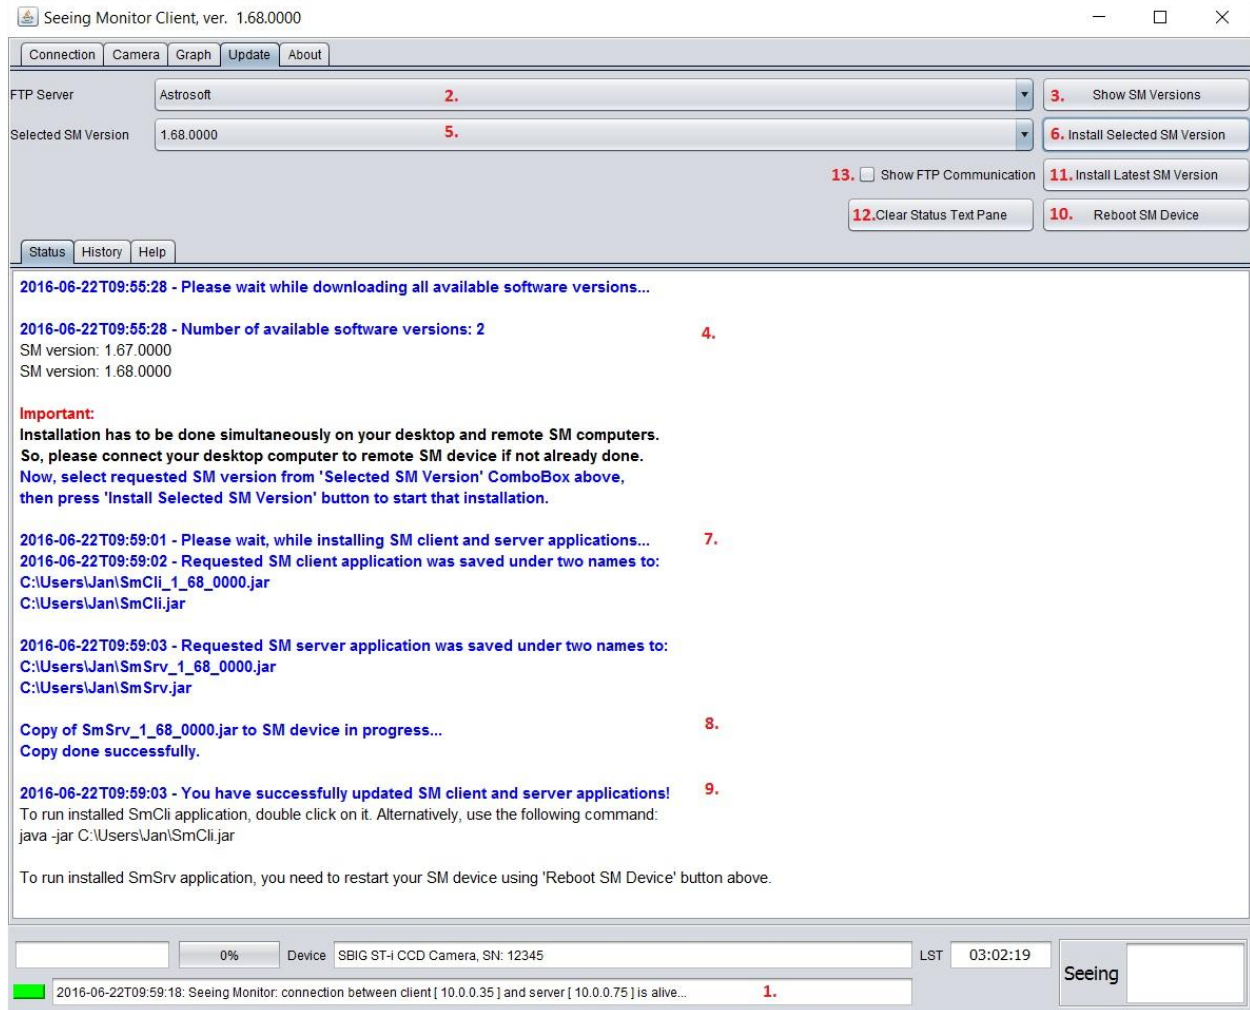 Seeing Monitor Client, ver. 1.68.0000
Connection Camera Graph Update About
FTP Server Astrosoft 2. 3. Show SM Versions
Selected SM Version 1.68.0000 5. 6. Install Selected SM Version
13. Show FTP Communication 11. Install Latest SM Version
12. Clear Status Text Pane 10. Reboot SM Device
Status History Help
2016-06-22T09:55:28 - Please wait while downloading all available software versions...
2016-06-22T09:55:28 - Number of available software versions: 2 4.
SM version: 1.67.0000
SM version: 1.68.0000
Important:
Installation has to be done simultaneously on your desktop and remote SM computers.
So, please connect your desktop computer to remote SM device if not already done.
Now, select requested SM version from 'Selected SM Version' ComboBox above,
then press 'Install Selected SM Version' button to start that installation.
2016-06-22T09:59:01 - Please wait, while installing SM client and server applications... 7.
2016-06-22T09:59:02 - Requested SM client application was saved under two names to:
C:\Users\Jan\SmCli_1_68_0000.jar
C:\Users\Jan\SmCli.jar
2016-06-22T09:59:03 - Requested SM server application was saved under two names to:
C:\Users\Jan\SmSrv_1_68_0000.jar
C:\Users\Jan\SmSrv.jar
Copy of SmSrv_1_68_0000.jar to SM device in progress... 8.
Copy done successfully.
2016-06-22T09:59:03 - You have successfully updated SM client and server applications! 9.
To run installed SmCli application, double click on it. Alternatively, use the following command:
java -jar C:\Users\Jan\SmCli.jar
To run installed SmSrv application, you need to restart your SM device using 'Reboot SM Device' button above.
0% Device SBIG ST-i CCD Camera, SN: 12345 LST 03:02:19
Seeing
2016-06-22T09:59:18: Seeing Monitor: connection between client [ 10.0.0.35 ] and server [ 10.0.0.75 ] is alive... 1.